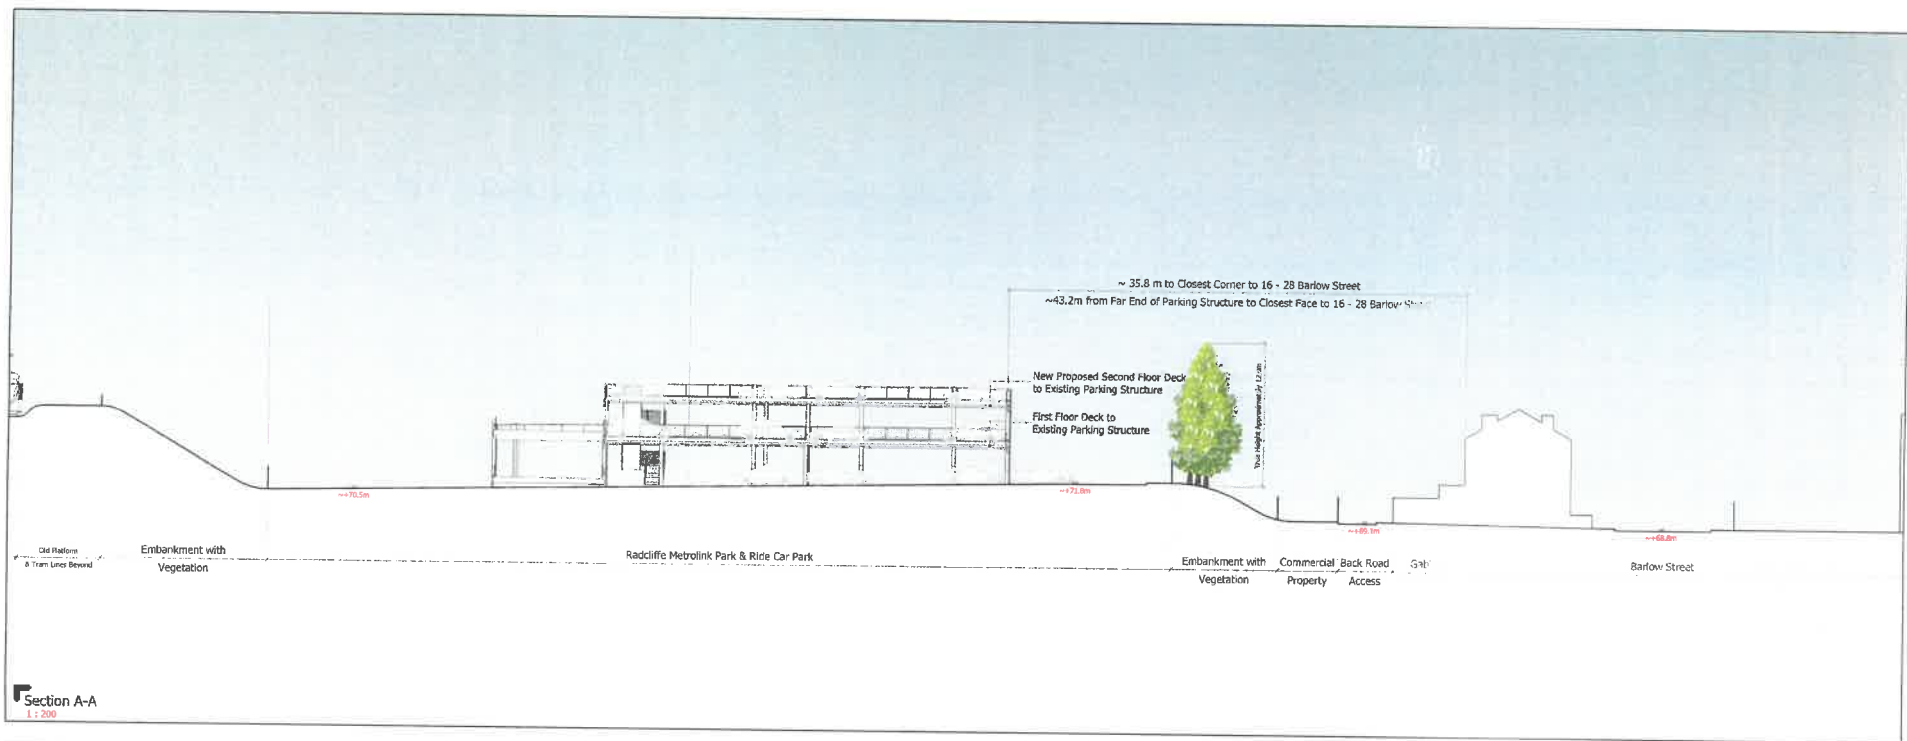 ~ 35.8 m to Closest Corner to 16 - 28 Barlow Street
~43.2m from Far End of Parking Structure to Closest Face to 16 - 28 Barlow
New Proposed Second Floor Deck
to Existing Parking Structure
First Floor Deck to
Existing Parking Structure
Height Approximately 12.0m
~+70.5m
~+71.8m
~+69.1m
~+68.8m
Old Platform
& Tram Lines Beyond
Embankment with
Vegetation
Radcliffe Metrolink Park & Ride Car Park
Embankment with
Vegetation
Commercial
Property
Back Road
Access
Barlow Street
Section A-A
1 : 200